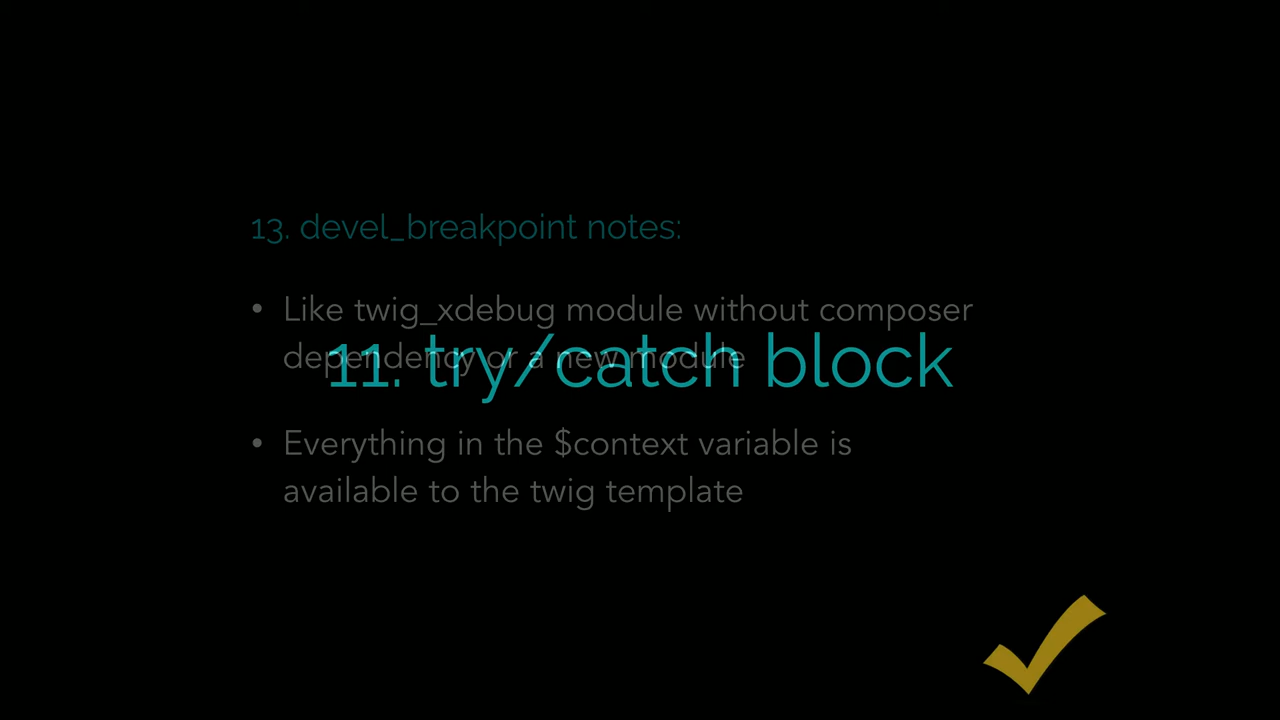 13. devel_breakpoint notes:
• Like twig_xdebug module without composer
dependency or a new module
11. try/catch block
• Everything in the $context variable is
available to the twig template